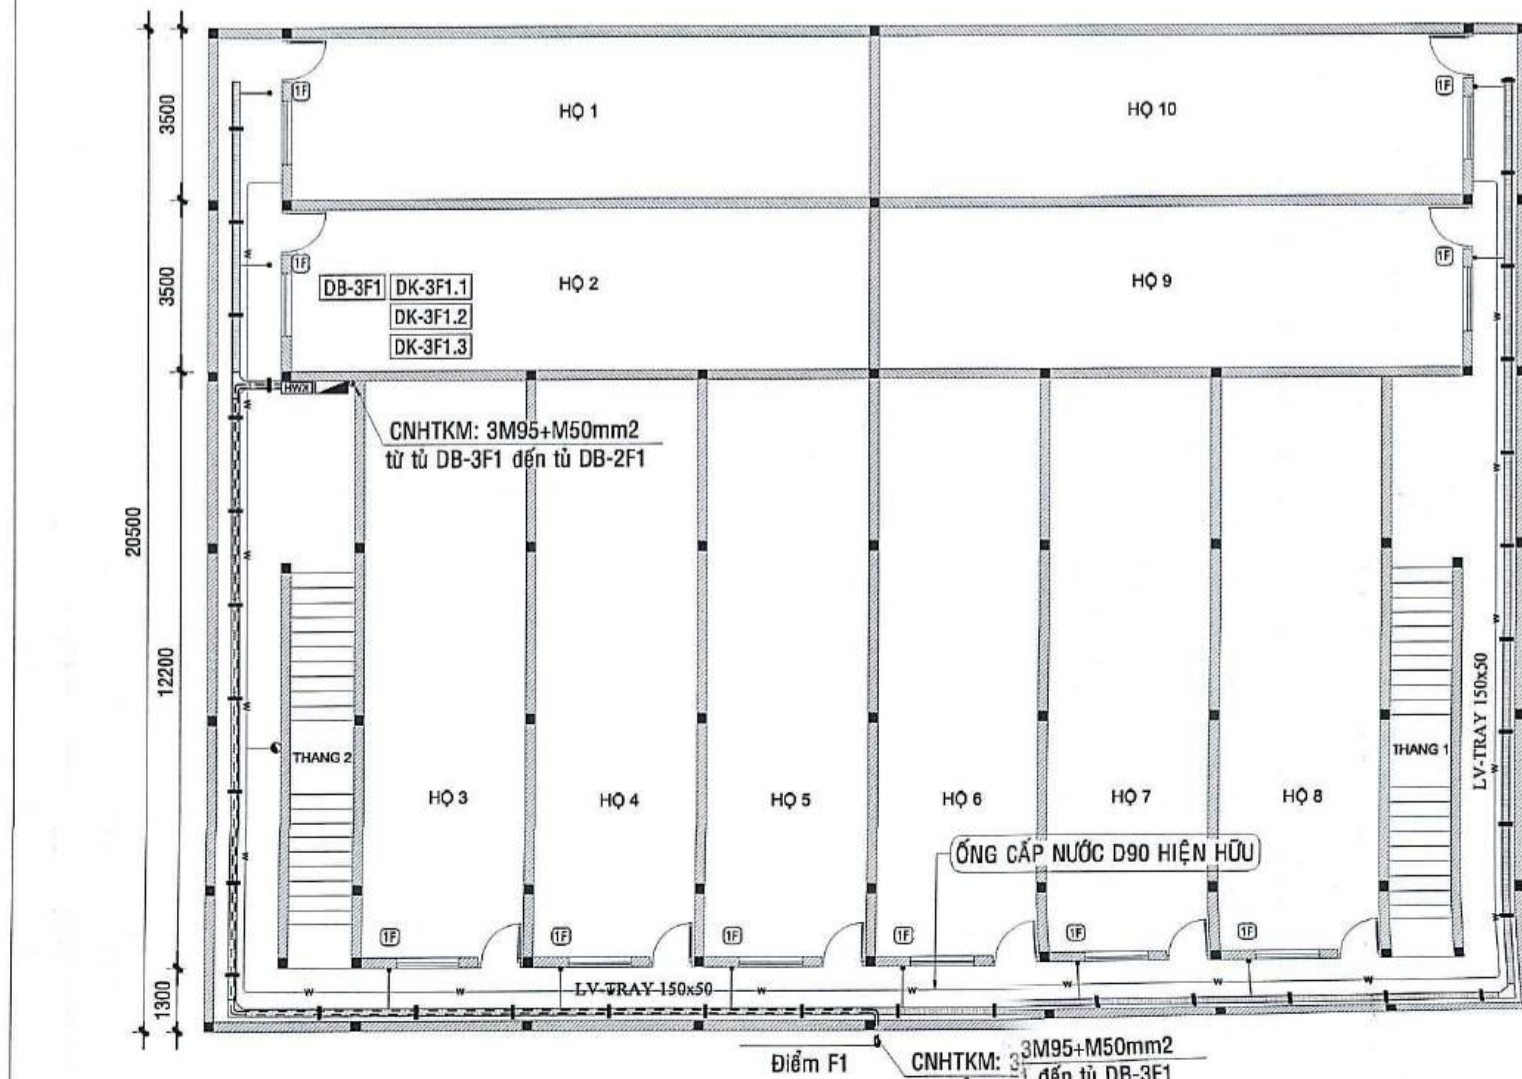 3500
1F
HỘ 1
HỘ 10
1F
3500
1F
DB-3F1
DK-3F1.1
DK-3F1.2
DK-3F1.3
HỘ 2
HỘ 9
1F
W
W
KWH
W
CNHTKM: 3M95+M50mm2
từ tủ DB-3F1 đến tủ DB-2F1
W
20500
W
W
12200
W
THANG 2
HỘ 3
HỘ 4
HỘ 5
HỘ 6
HỘ 7
HỘ 8
THANG 1
LV-TRAY 150x50
W
W
ỐNG CẤP NƯỚC D90 HIỆN HỮU
W
1F
1F
1F
1F
1F
1F
1300
W
W
LV-TRAY 150x50
W
W
W
W
W
W
Điểm F1
CNHTKM: 3M95+M50mm2
đến tủ DB-3F1